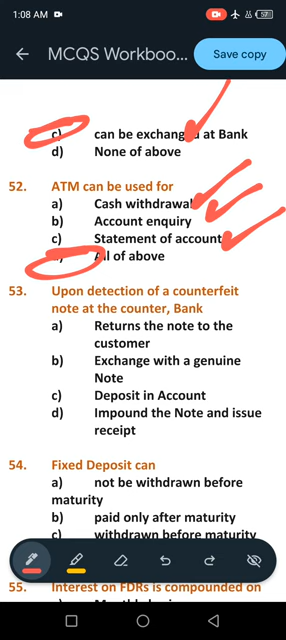 1:08 AM
MCQS Workboo...
Save copy
c) can be exchanged at Bank
d) None of above
52. ATM can be used for
a) Cash withdrawal
b) Account enquiry
c) Statement of account
All of above
53. Upon detection of a counterfeit
note at the counter, Bank
a) Returns the note to the
customer
b) Exchange with a genuine
Note
c) Deposit in Account
d) Impound the Note and issue
receipt
54. Fixed Deposit can
a) not be withdrawn before
maturity
b) paid only after maturity
c) withdrawn before maturity
55. Interest on FDRs is compounded on